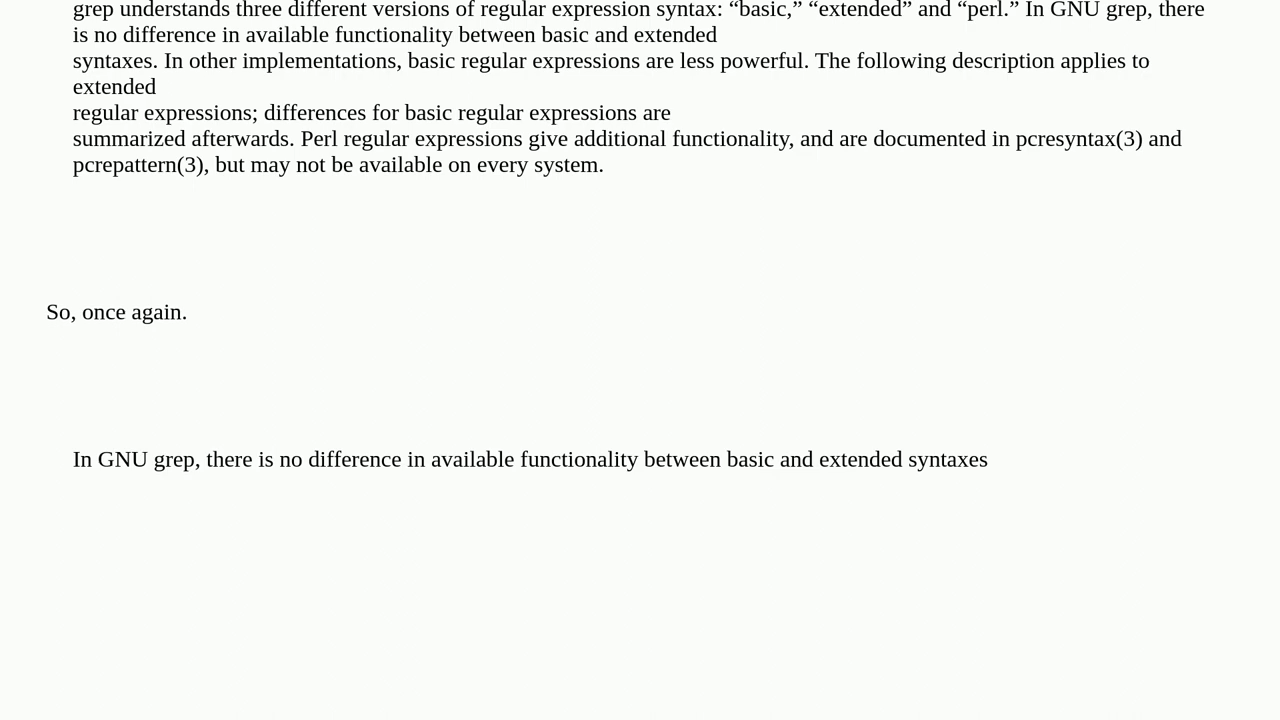 grep understands three different versions of regular expression syntax: “basic,” “extended” and “perl.” In GNU grep, there
is no difference in available functionality between basic and extended
syntaxes. In other implementations, basic regular expressions are less powerful. The following description applies to
extended
regular expressions; differences for basic regular expressions are
summarized afterwards. Perl regular expressions give additional functionality, and are documented in pcresyntax(3) and
pcrepattern(3), but may not be available on every system.
So, once again.
In GNU grep, there is no difference in available functionality between basic and extended syntaxes